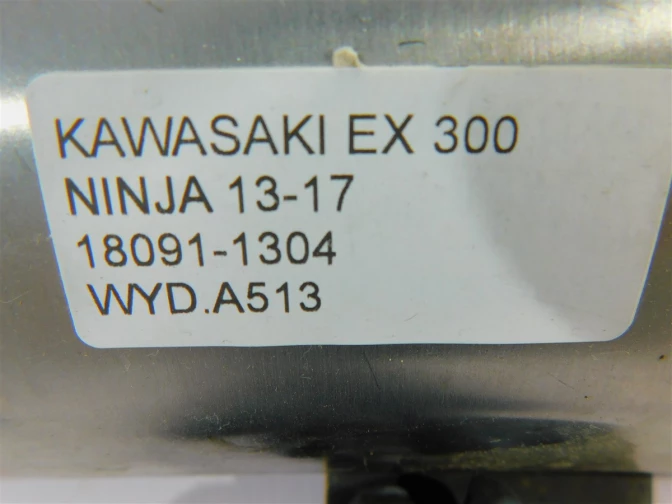 KAWASAKI EX 300
NINJA 13-17
18091-1304
WYD.A513